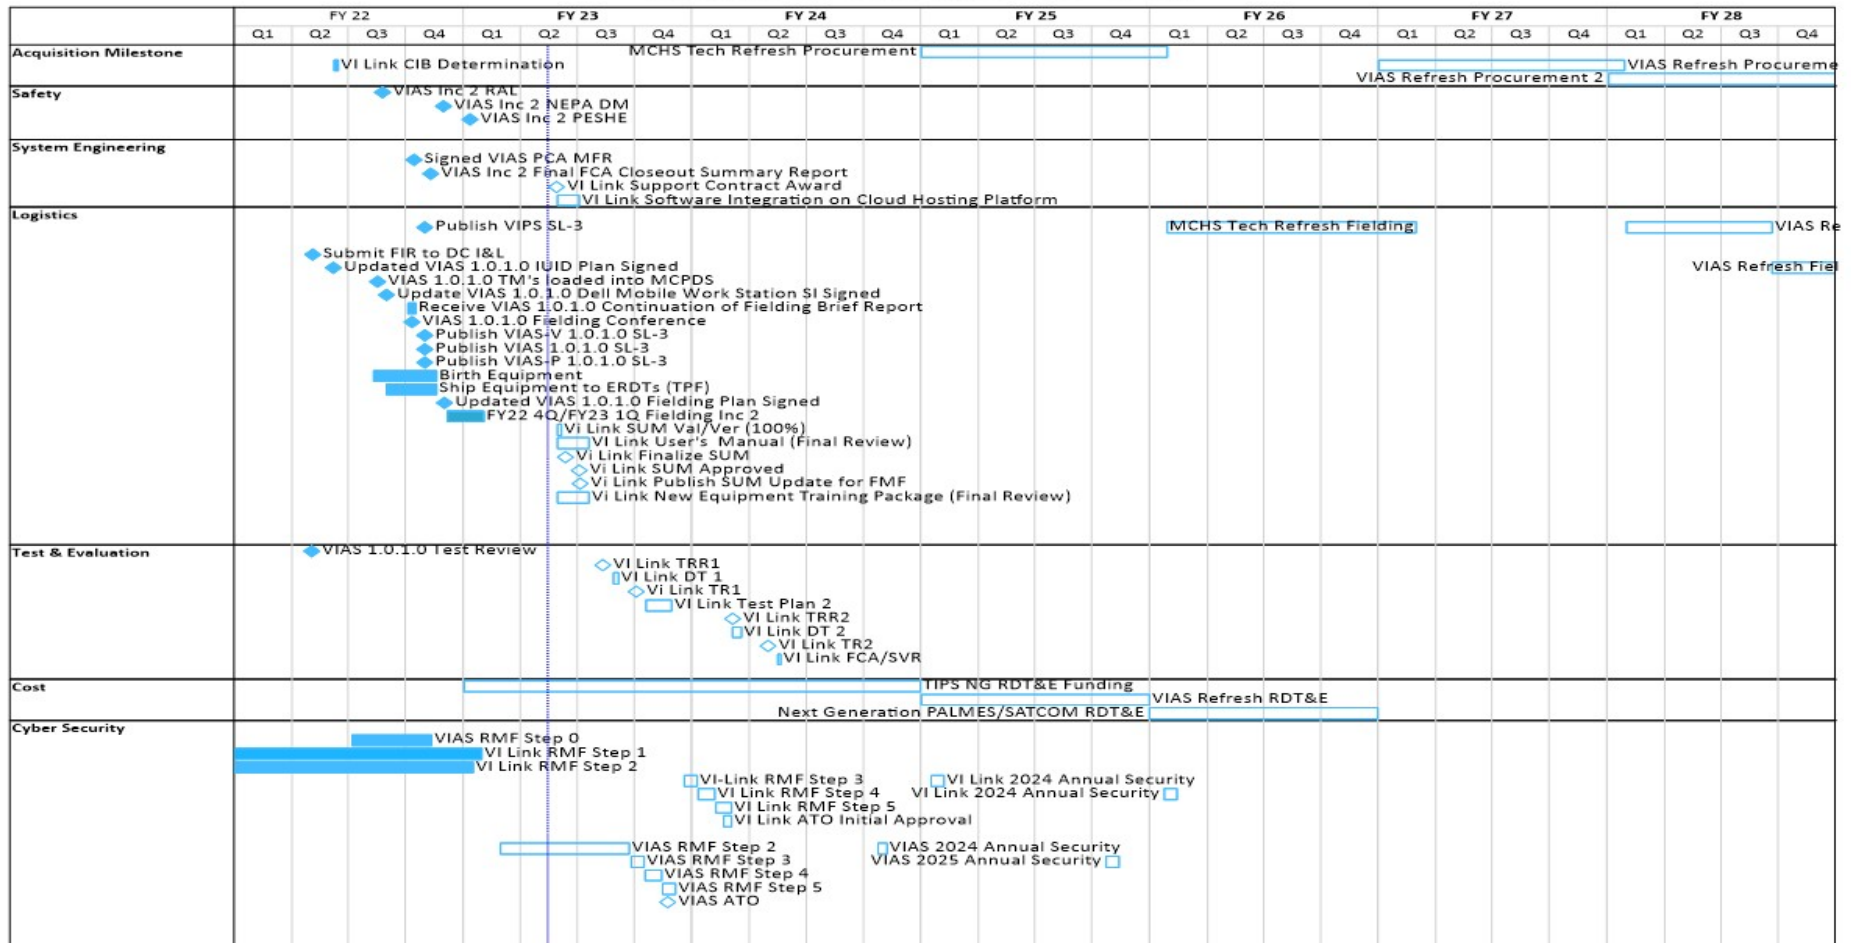 FY 22 FY 23 FY 24 FY 25 FY 26 FY 27 FY 28
Q1 Q2 Q3 Q4 Q1 Q2 Q3 Q4 Q1 Q2 Q3 Q4 Q1 Q2 Q3 Q4 Q1 Q2 Q3 Q4 Q1 Q2 Q3 Q4 Q1 Q2 Q3 Q4
Acquisition Milestone
MCHS Tech Refresh Procurement
VI Link CIB Determination
VIAS Refresh Procureme
VIAS Refresh Procurement 2
Safety
VIAS Inc 2 RAL
VIAS Inc 2 NEPA DM
VIAS Inc 2 PESHE
System Engineering
Signed VIAS PCA MFR
VIAS Inc 2 Final FCA Closeout Summary Report
VI Link Support Contract Award
VI Link Software Integration on Cloud Hosting Platform
Logistics
Publish VIPS SL-3
MCHS Tech Refresh Fielding
VIAS Re
Submit FIR to DC I&L
Updated VIAS 1.0.1.0 IUID Plan Signed
VIAS Refresh Fiel
VIAS 1.0.1.0 TM's loaded into MCPDS
Update VIAS 1.0.1.0 Dell Mobile Work Station SI Signed
Receive VIAS 1.0.1.0 Continuation of Fielding Brief Report
VIAS 1.0.1.0 Fielding Conference
Publish VIAS-V 1.0.1.0 SL-3
Publish VIAS 1.0.1.0 SL-3
Publish VIAS-P 1.0.1.0 SL-3
Birth Equipment
Ship Equipment to ERDTs (TPF)
Updated VIAS 1.0.1.0 Fielding Plan Signed
FY22 4Q/FY23 1Q Fielding Inc 2
Vi Link SUM Val/Ver (100%)
VI Link User's Manual (Final Review)
Vi Link Finalize SUM
Vi Link SUM Approved
Vi Link Publish SUM Update for FMF
Vi Link New Equipment Training Package (Final Review)
Test & Evaluation
VIAS 1.0.1.0 Test Review
VI Link TRR1
VI Link DT 1
Vi Link TR1
VI Link Test Plan 2
VI Link TRR2
VI Link DT 2
VI Link TR2
VI Link FCA/SVR
Cost
TIPS NG RDT&E Funding
VIAS Refresh RDT&E
Next Generation PALMES/SATCOM RDT&E
Cyber Security
VIAS RMF Step 0
VI Link RMF Step 1
VI Link RMF Step 2
VI-Link RMF Step 3
VI Link 2024 Annual Security
VI Link RMF Step 4
VI Link 2024 Annual Security
VI Link RMF Step 5
VI Link ATO Initial Approval
VIAS RMF Step 2
VIAS 2024 Annual Security
VIAS RMF Step 3
VIAS 2025 Annual Security
VIAS RMF Step 4
VIAS RMF Step 5
VIAS ATO